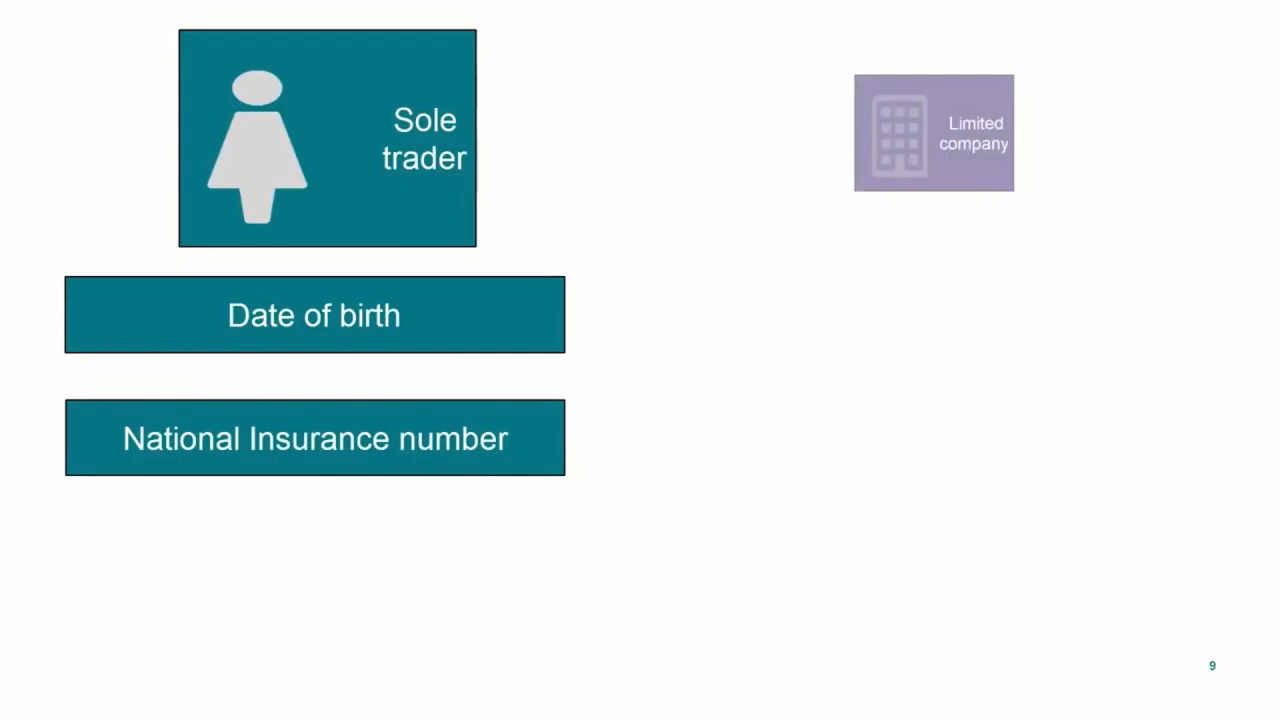 Sole
trader
Limited
company
Date of birth
National Insurance number
9